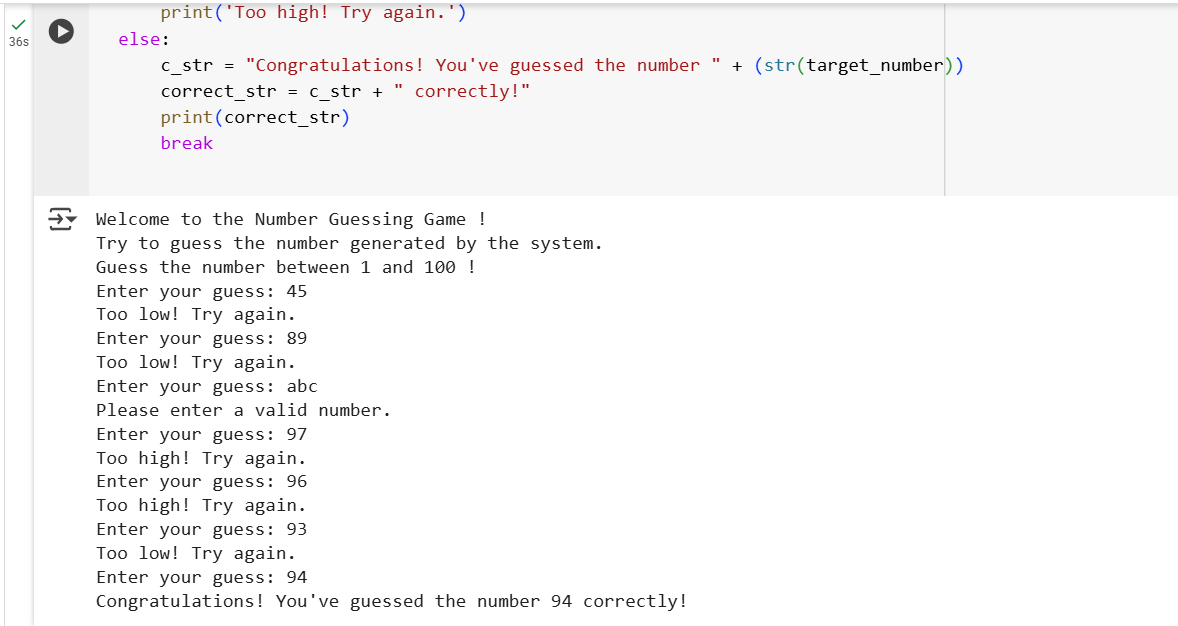 print('Too high! Try again.')
36s
else:
c_str = "Congratulations! You've guessed the number " + (str(target_number))
correct_str = c_str + " correctly!"
print(correct_str)
break
Welcome to the Number Guessing Game !
Try to guess the number generated by the system.
Guess the number between 1 and 100 !
Enter your guess: 45
Too low! Try again.
Enter your guess: 89
Too low! Try again.
Enter your guess: abc
Please enter a valid number.
Enter your guess: 97
Too high! Try again.
Enter your guess: 96
Too high! Try again.
Enter your guess: 93
Too low! Try again.
Enter your guess: 94
Congratulations! You've guessed the number 94 correctly!